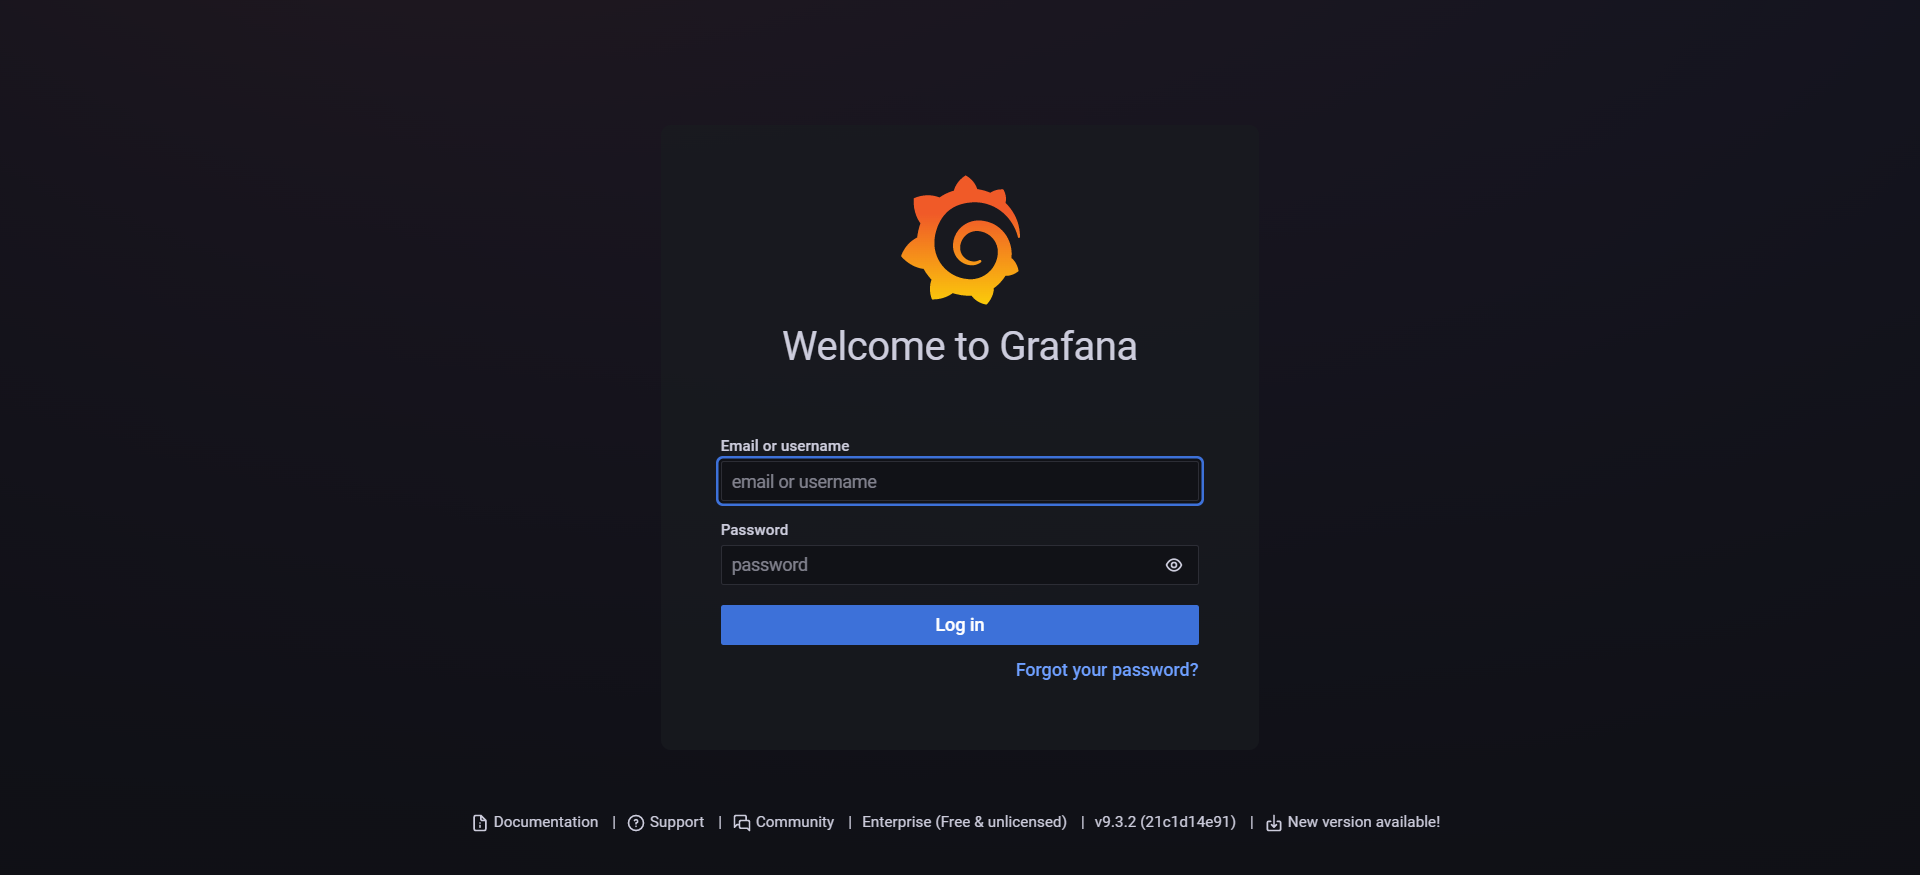 Welcome to Grafana
Email or username
email or username
Password
password
Log in
Forgot your password?
Documentation | Support | Community | Enterprise (Free & unlicensed) | v9.3.2 (21c1d14e91) | New version available!